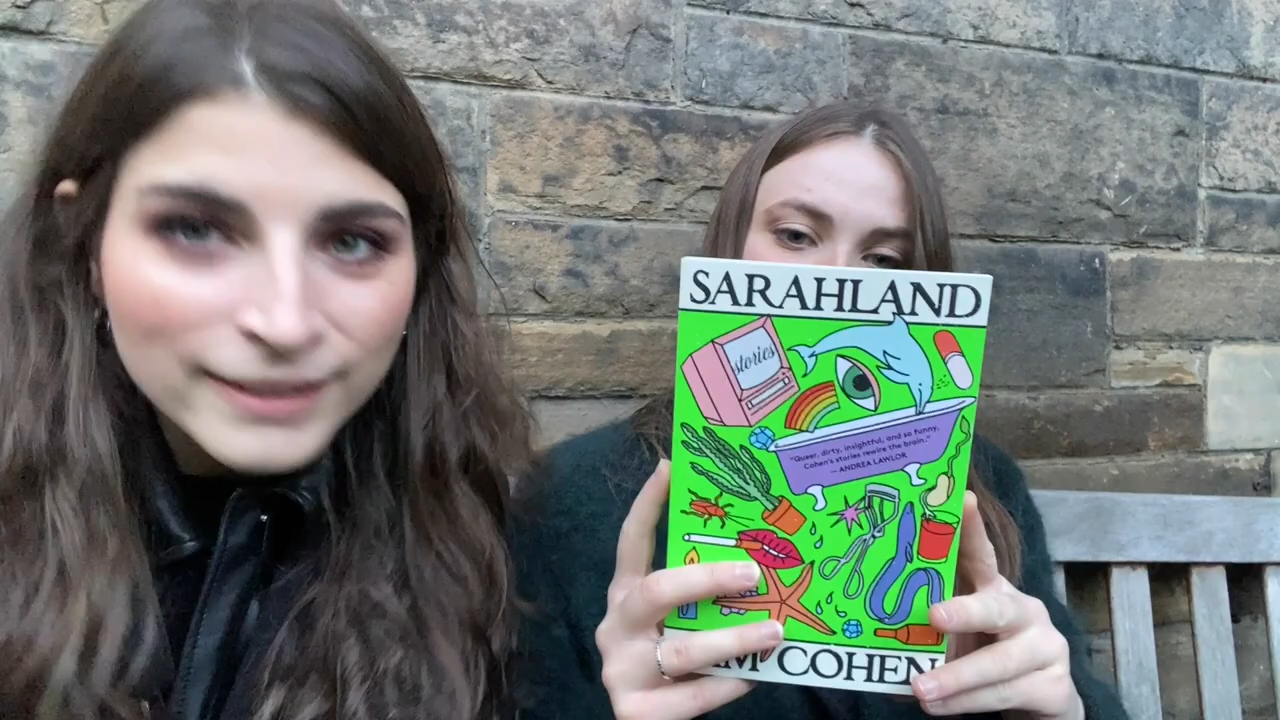 SARAHLAND
stories
"Queer, dirty, insightful, and so funny,
Cohen's stories rewire the brain."
— ANDREA LAWLOR
COHEN